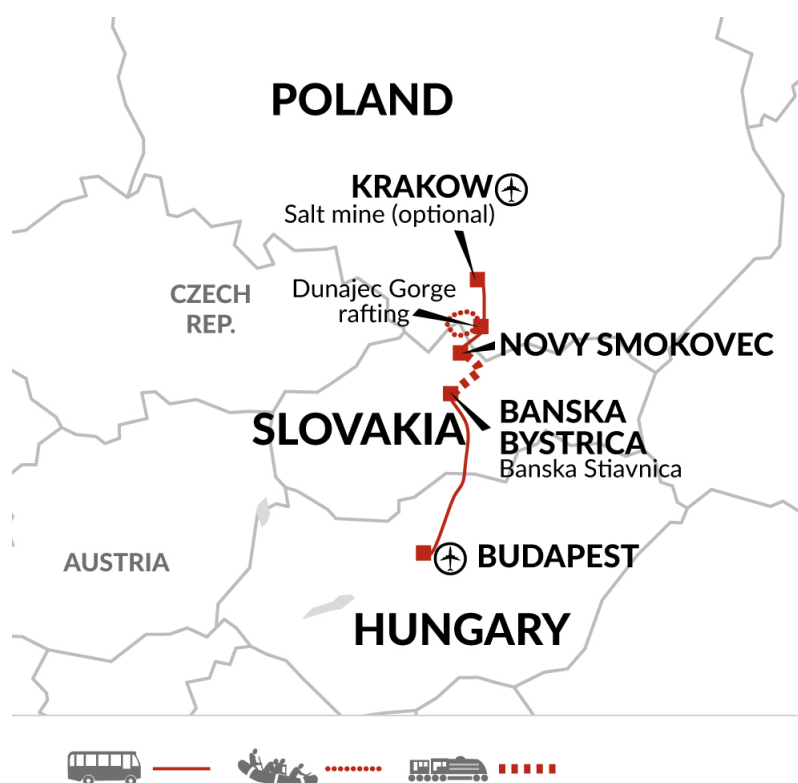 POLAND
KRAKOW
Salt mine (optional)
CZECH
REP.
Dunajec Gorge
rafting
NOVY SMOKOVEC
BANSKA
BYSTRICA
Banska Stiavnica
SLOVAKIA
AUSTRIA
BUDAPEST
HUNGARY